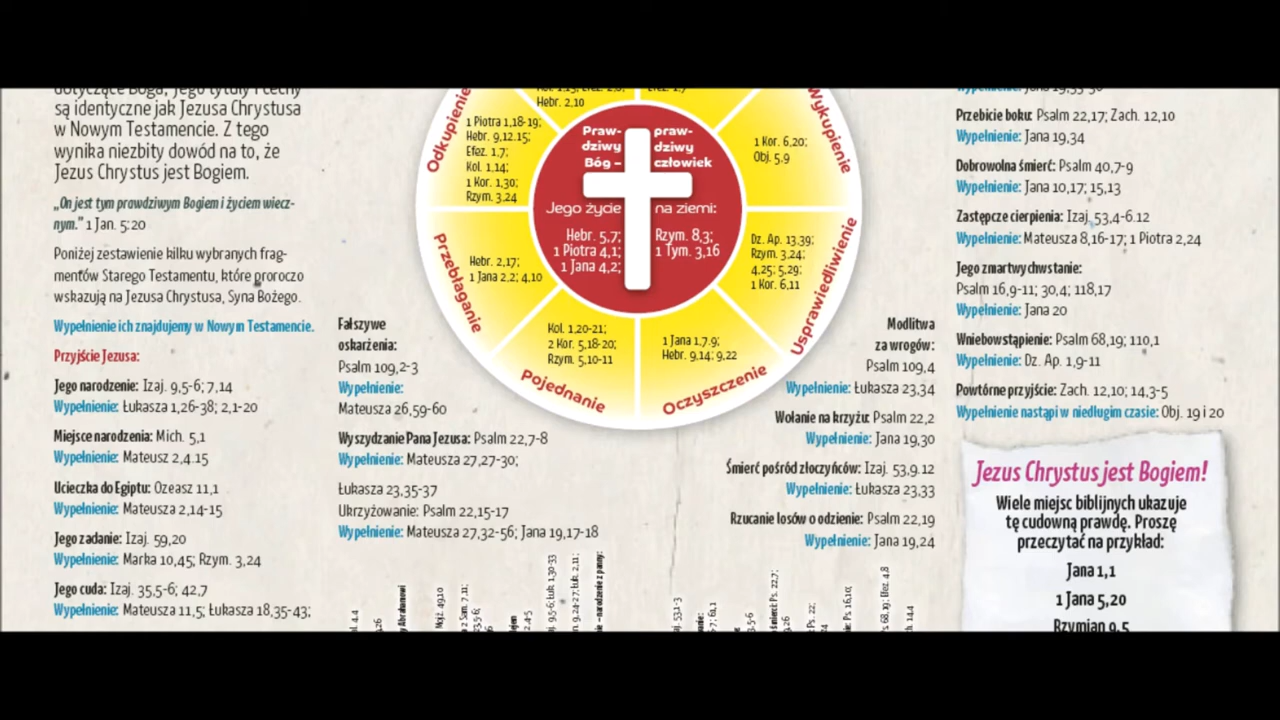 dotyczące Boga, Jego tytuły i cechy
są identyczne jak Jezusa Chrystusa
w Nowym Testamencie. Z tego
wynika niezbity dowód na to, że
Jezus Chrystus jest Bogiem.
„On jest tym prawdziwym Bogiem i życiem wiecz-
nym." 1 Jan. 5:20
Poniżej zestawienie kilku wybranych frag-
mentów Starego Testamentu, które proroczo
wskazują na Jezusa Chrystusa, Syna Bożego.
Wypełnienie ich znajdujemy w Nowym Testamencie.
Przyjście Jezusa:
Jego narodzenie: Izaj. 9,5-6; 7,14
Wypełnienie: Łukasza 1,26-38; 2,1-20
Miejsce narodzenia: Mich. 5,1
Wypełnienie: Mateusz 2,4.15
Ucieczka do Egiptu: Ozeasz 11,1
Wypełnienie: Mateusza 2,14-15
Jego zadanie: Izaj. 59,20
Wypełnienie: Marka 10,45; Rzym. 3,24
Jego cuda: Izaj. 35,5-6; 42,7
Wypełnienie: Mateusza 11,5; Łukasza 18,35-43;
Fałszywe
oskarżenia:
Psalm 109,2-3
Wypełnienie:
Mateusza 26,59-60
Wyszydzanie Pana Jezusa: Psalm 22,7-8
Wypełnienie: Mateusza 27,27-30;
Łukasza 23,35-37
Ukrzyżowanie: Psalm 22,15-17
Wypełnienie: Mateusza 27,32-56; Jana 19,17-18
Hebr. 2,10
Odkupienie
1 Piotra 1,18-19;
Hebr. 9,12.15;
Efez. 1,7;
Kol. 1,14;
1 Kor. 1,30;
Rzym. 3,24
Przebłaganie
Hebr. 2,17;
1 Jana 2,2; 4,10
Pojednanie
Kol. 1,20-21;
2 Kor. 5,18-20;
Rzym. 5,10-11
Oczyszczenie
1 Jana 1,7.9;
Hebr. 9,14; 9,22
Usprawiedliwienie
Dz. Ap. 13,39;
Rzym. 3,24;
4,25; 5,29;
1 Kor. 6,11
Wykupienie
1 Kor. 6,20;
Obj. 5,9
Praw-
dziwy
Bóg –
praw-
dziwy
człowiek
Jego życie na ziemi:
Hebr. 5,7;
1 Piotra 4,1;
1 Jana 4,2;
Rzym. 8,3;
1 Tym. 3,16
Modlitwa
za wrogów:
Psalm 109,4
Wypełnienie: Łukasza 23,34
Wołanie na krzyżu: Psalm 22,2
Wypełnienie: Jana 19,30
Śmierć pośród złoczyńców: Izaj. 53,9.12
Wypełnienie: Łukasza 23,33
Rzucanie losów o odzienie: Psalm 22,19
Wypełnienie: Jana 19,24
Przebicie boku: Psalm 22,17; Zach. 12,10
Wypełnienie: Jana 19,34
Dobrowolna śmierć: Psalm 40,7-9
Wypełnienie: Jana 10,17; 15,13
Zastępcze cierpienia: Izaj. 53,4-6.12
Wypełnienie: Mateusza 8,16-17; 1 Piotra 2,24
Jego zmartwychwstanie:
Psalm 16,9-11; 30,4; 118,17
Wypełnienie: Jana 20
Wniebowstąpienie: Psalm 68,19; 110,1
Wypełnienie: Dz. Ap. 1,9-11
Powtórne przyjście: Zach. 12,10; 14,3-5
Wypełnienie nastąpi w niedługim czasie: Obj. 19 i 20
Jezus Chrystus jest Bogiem!
Wiele miejsc biblijnych ukazuje
tę cudowną prawdę. Proszę
przeczytać na przykład:
Jana 1,1
1 Jana 5,20
Rzymian 9,5